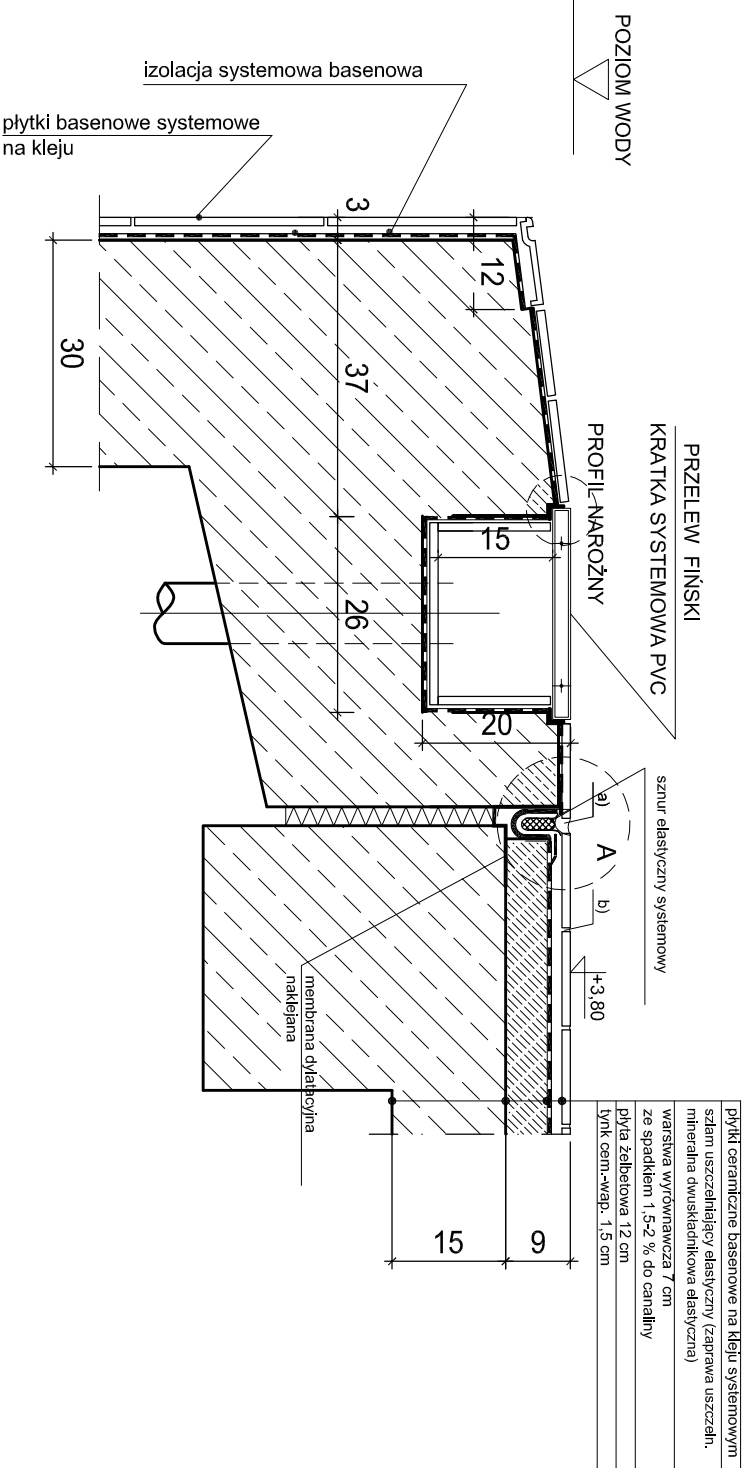 POZIOM WODY
izolacja systemowa basenowa
płytki basenowe systemowe
na kleju
3
12
30
37
PRZELEW FIŃSKI
KRATKA SYSTEMOWA PVC
PROFIL NAROŻNY
15
26
20
sznur elastyczny systemowy
a)
A
b)
+3,80
membrana dylatacyjna
naklejana
płytki ceramiczne basenowe na kleju systemowym
szlam uszczelniający elastyczny (zaprawa uszczeln.
mineralna dwuskładnikowa elastyczna)
warstwa wyrównawcza 7 cm
ze spadkiem 1,5-2 % do canaliny
płyta żelbetowa 12 cm
tynk cem.-wap. 1,5 cm
15
9